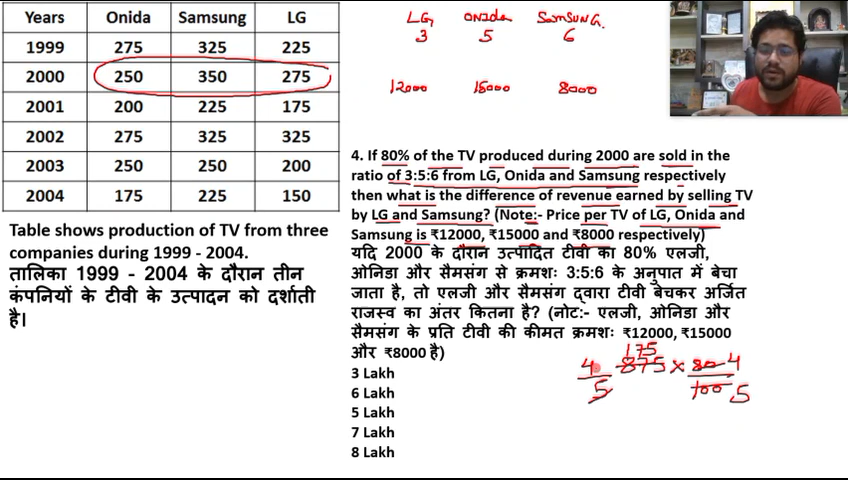 Years Onida Samsung LG
1999 275 325 225
2000 250 350 275
2001 200 225 175
2002 275 325 325
2003 250 250 200
2004 175 225 150
Table shows production of TV from three
companies during 1999 - 2004.
तालिका 1999 - 2004 के दौरान तीन
कंपनियों के टीवी के उत्पादन को दर्शाती
है।
LG Onida Samsung.
3 5 6
12000 15000 8000
4. If 80% of the TV produced during 2000 are sold in the
ratio of 3:5:6 from LG, Onida and Samsung respectively
then what is the difference of revenue earned by selling TV
by LG and Samsung? (Note:- Price per TV of LG, Onida and
Samsung is ₹12000, ₹15000 and ₹8000 respectively)
यदि 2000 के दौरान उत्पादित टीवी का 80% एलजी,
ओनिडा और सैमसंग से क्रमशः 3:5:6 के अनुपात में बेचा
जाता है, तो एलजी और सैमसंग द्वारा टीवी बेचकर अर्जित
राजस्व का अंतर कितना है? (नोट:- एलजी, ओनिडा और
सैमसंग के प्रति टीवी की कीमत क्रमशः ₹12000, ₹15000
और ₹8000 है)
3 Lakh
6 Lakh
5 Lakh
7 Lakh
8 Lakh
175
4 875 × 80 4
5 100 5